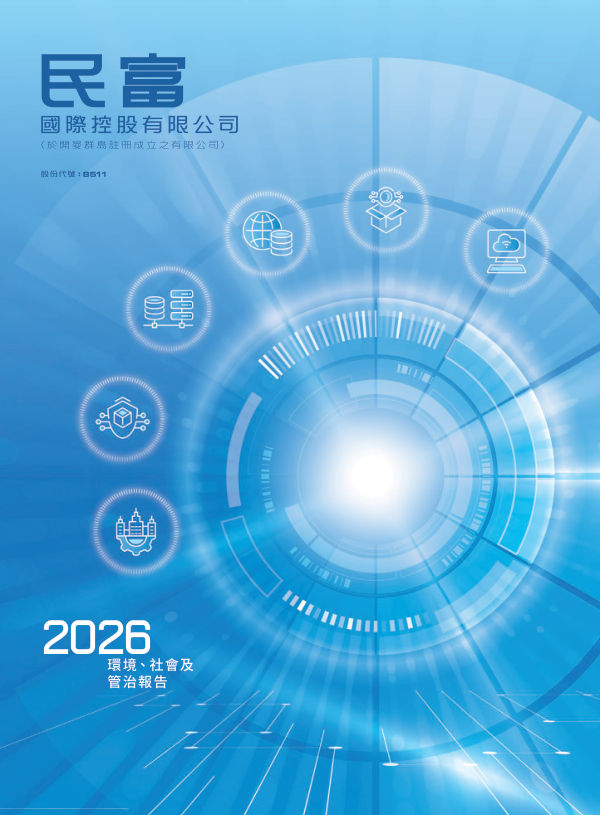 民富
國際控股有限公司
(於開曼群島註冊成立之有限公司)
股份代號：8511
2026
環境、社會及
管治報告